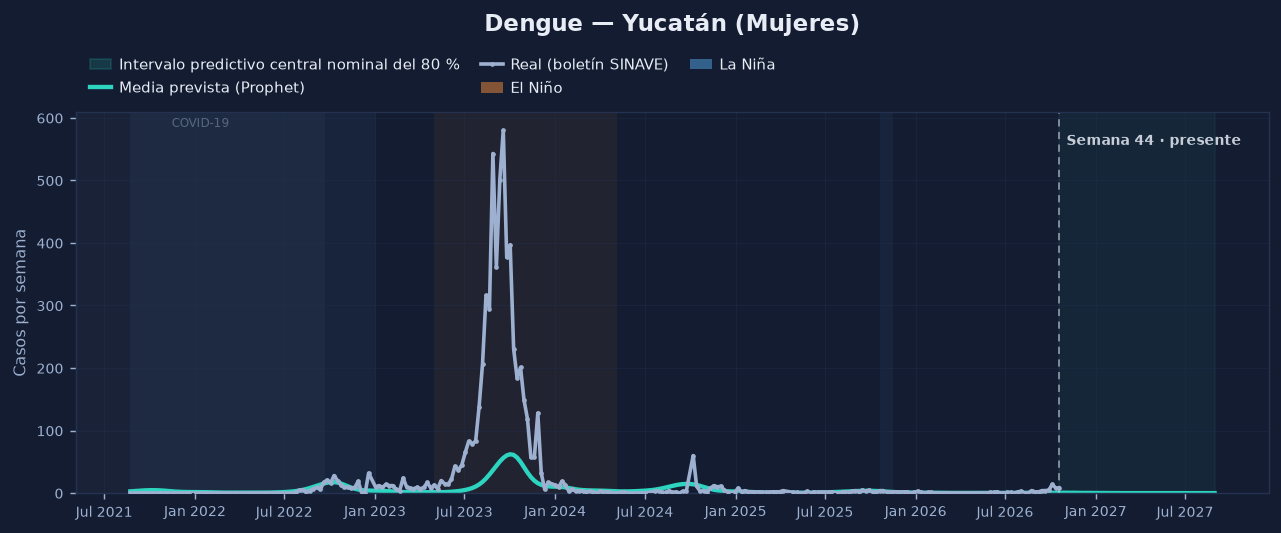 Dengue — Yucatán (Mujeres)
Intervalo predictivo central nominal del 80 %
Media prevista (Prophet)
Real (boletín SINAVE)
El Niño
La Niña
COVID-19
Semana 44 · presente
Casos por semana
600
500
400
300
200
100
0
Jul 2021
Jan 2022
Jul 2022
Jan 2023
Jul 2023
Jan 2024
Jul 2024
Jan 2025
Jul 2025
Jan 2026
Jul 2026
Jan 2027
Jul 2027